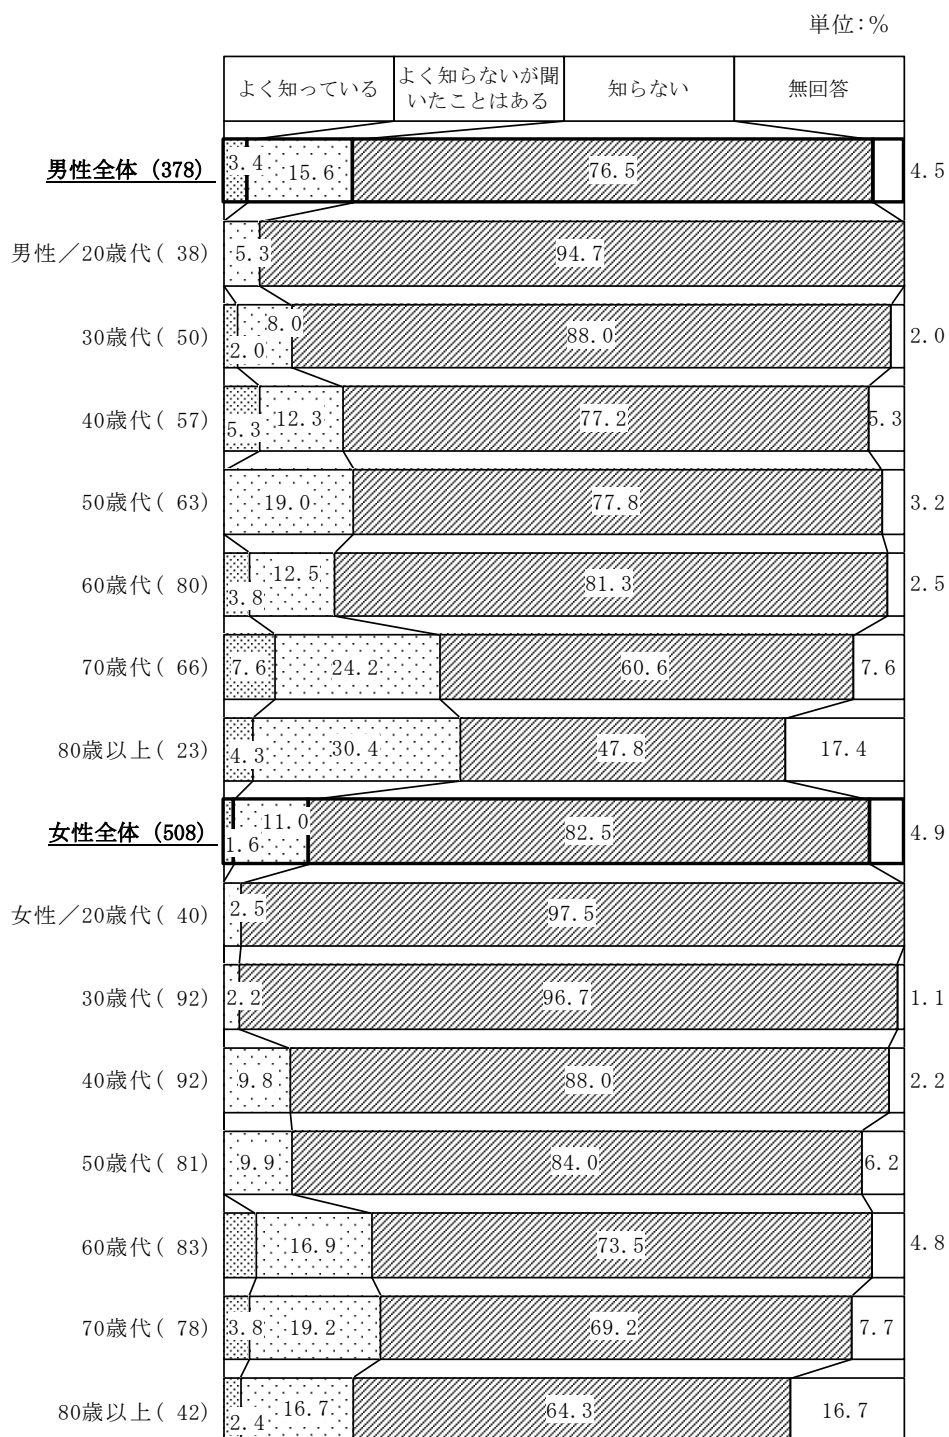 単位:%
よく知っている
よく知らないが聞
いたことはある
知らない
無回答
男性全体 (378) 3.4 15.6 76.5 4.5
男性/20歳代( 38) 5.3 94.7
30歳代( 50) 2.0 8.0 88.0 2.0
40歳代( 57) 5.3 12.3 77.2 5.3
50歳代( 63) 19.0 77.8 3.2
60歳代( 80) 3.8 12.5 81.3 2.5
70歳代( 66) 7.6 24.2 60.6 7.6
80歳以上( 23) 4.3 30.4 47.8 17.4
女性全体 (508) 1.6 11.0 82.5 4.9
女性/20歳代( 40) 2.5 97.5
30歳代( 92) 2.2 96.7 1.1
40歳代( 92) 9.8 88.0 2.2
50歳代( 81) 9.9 84.0 6.2
60歳代( 83) 16.9 73.5 4.8
70歳代( 78) 3.8 19.2 69.2 7.7
80歳以上( 42) 2.4 16.7 64.3 16.7